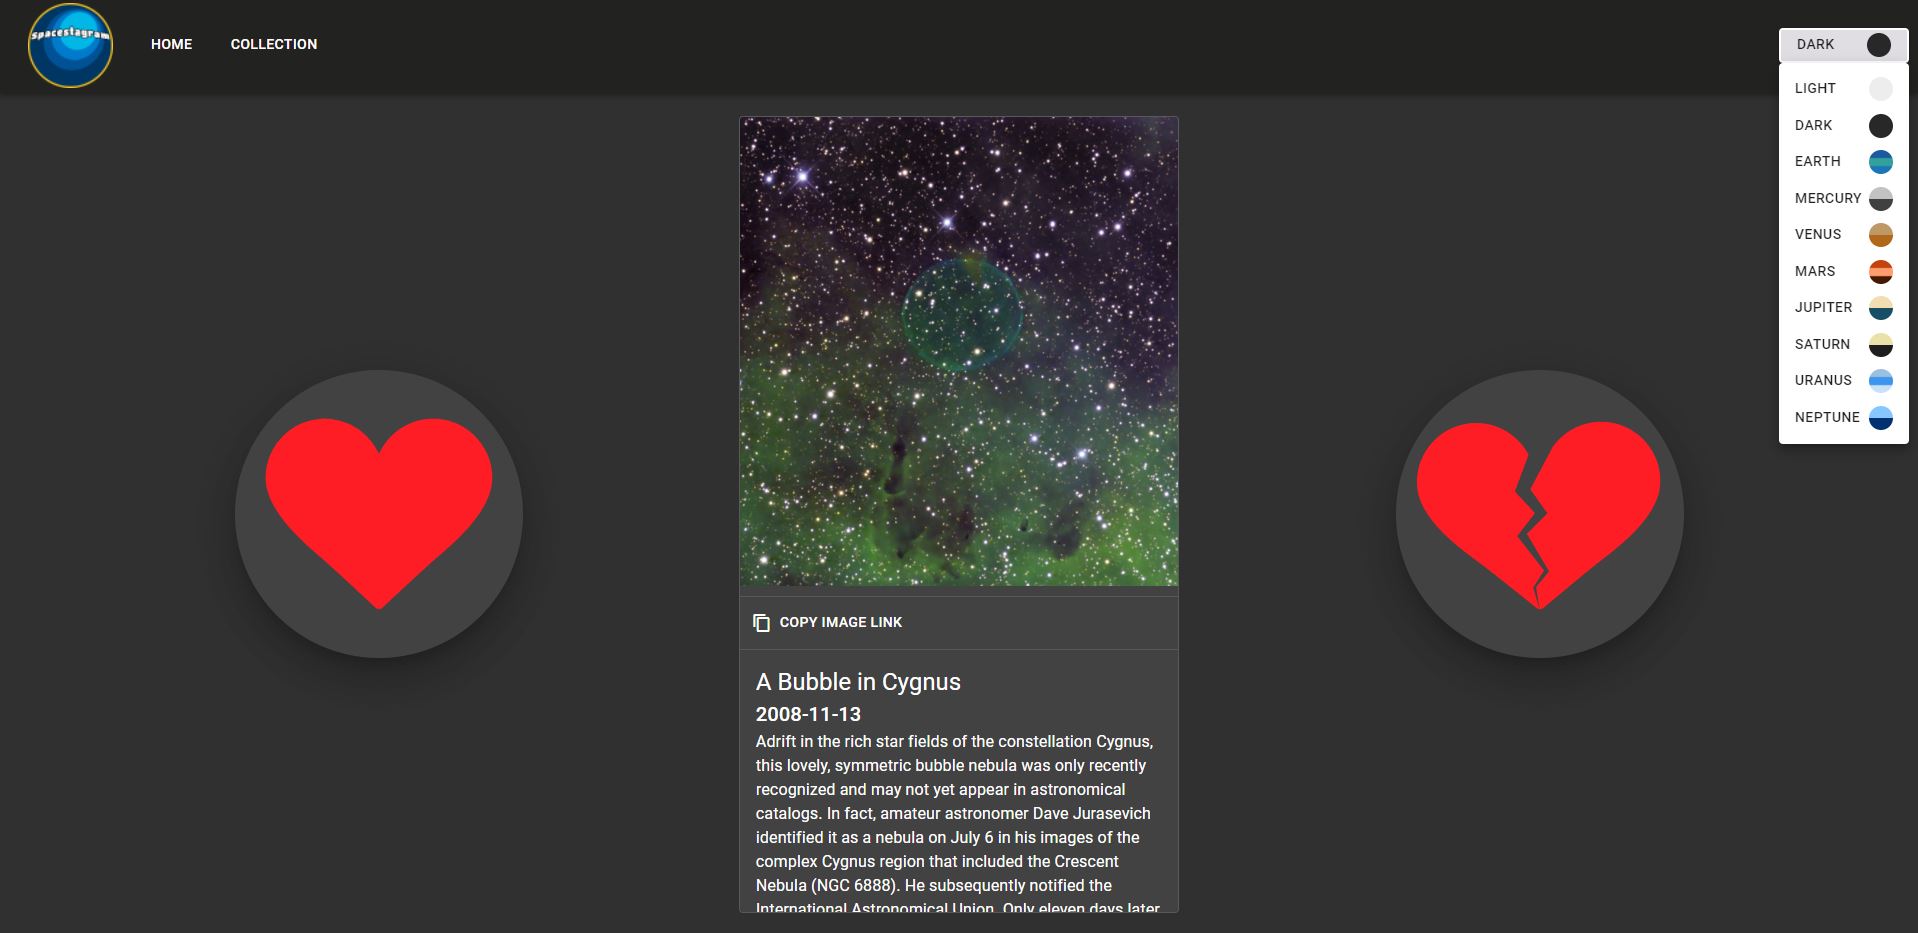 spacestagram
HOME
COLLECTION
DARK
LIGHT
DARK
EARTH
MERCURY
VENUS
MARS
JUPITER
SATURN
URANUS
NEPTUNE
COPY IMAGE LINK
A Bubble in Cygnus
2008-11-13
Adrift in the rich star fields of the constellation Cygnus,
this lovely, symmetric bubble nebula was only recently
recognized and may not yet appear in astronomical
catalogs. In fact, amateur astronomer Dave Jurasevich
identified it as a nebula on July 6 in his images of the
complex Cygnus region that included the Crescent
Nebula (NGC 6888). He subsequently notified the
International Astronomical Union. Only eleven days later